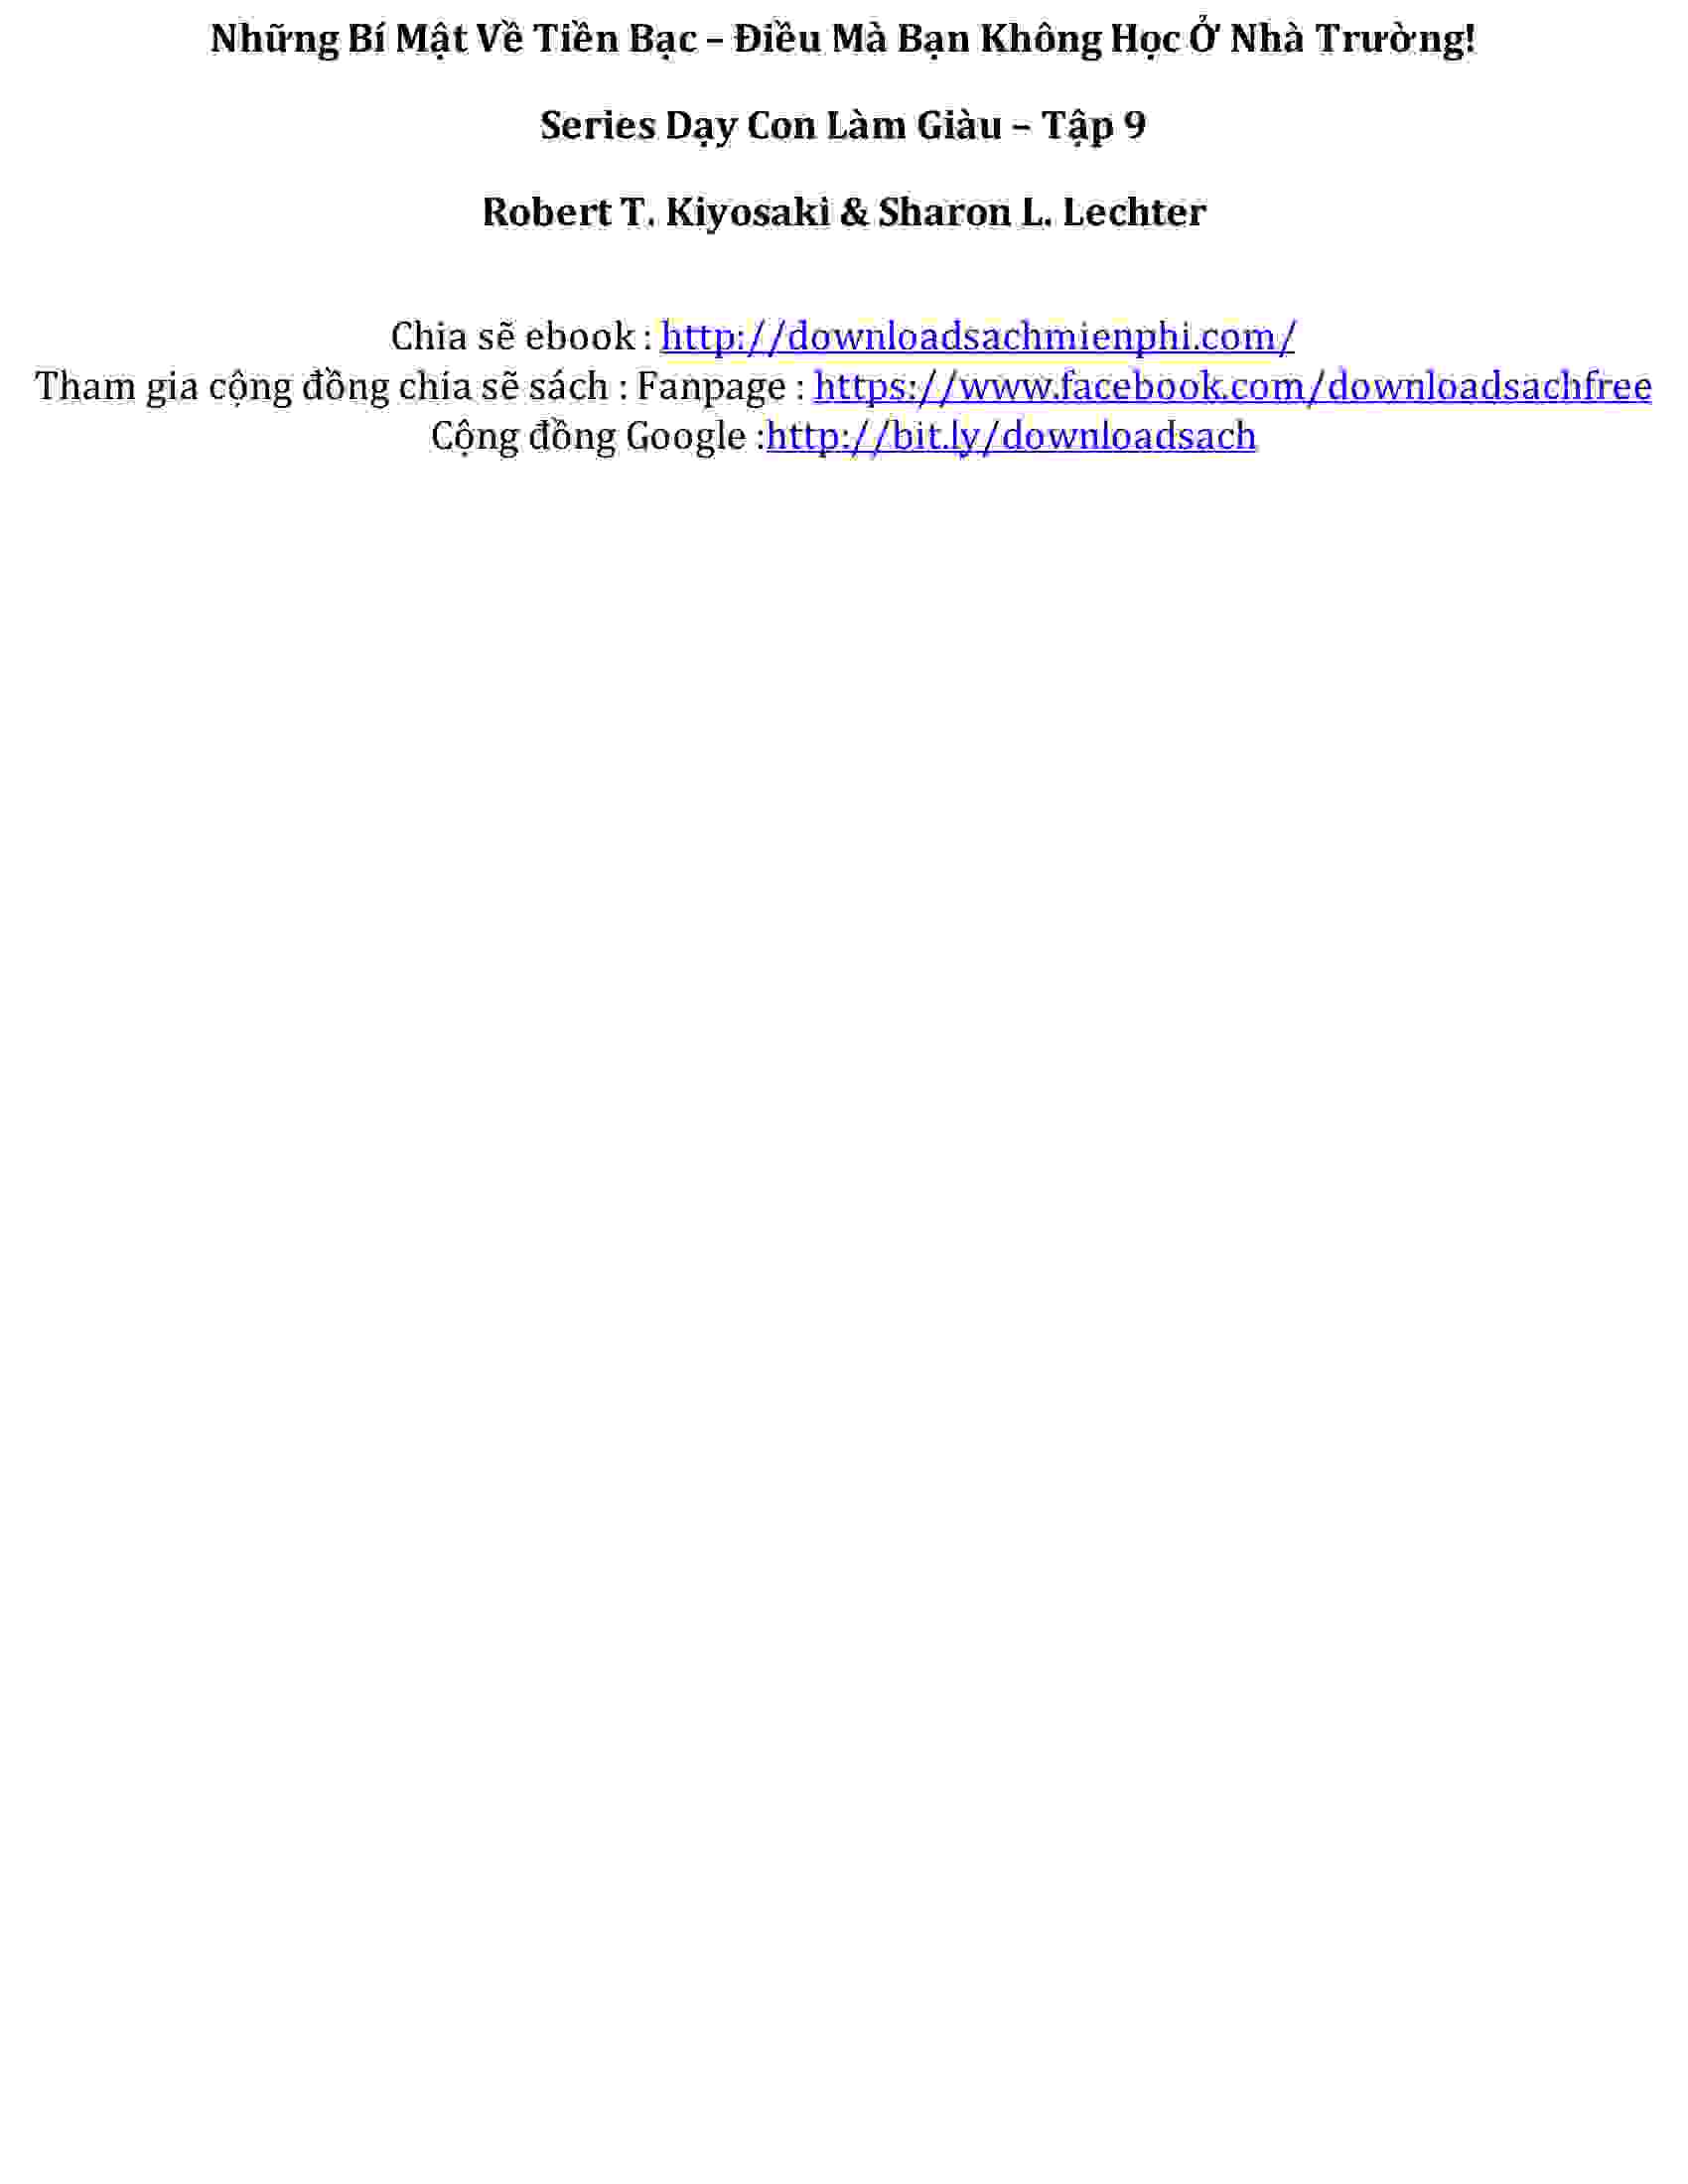 Những Bí Mật Về Tiền Bạc – Điều Mà Bạn Không Học Ở Nhà Trường!
Series Dạy Con Làm Giàu – Tập 9
Robert T. Kiyosaki & Sharon L. Lechter
Chia sẽ ebook : http://downloadsachmienphi.com/
Tham gia cộng đồng chia sẽ sách : Fanpage : https://www.facebook.com/downloadsachfree
Cộng đồng Google :http://bit.ly/downloadsach